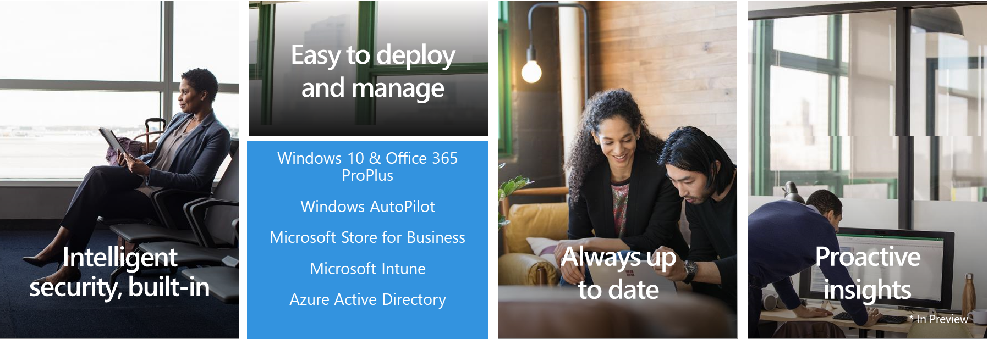 Intelligent
security, built-in
Easy to deploy
and manage
Windows 10 & Office 365
ProPlus
Windows AutoPilot
Microsoft Store for Business
Microsoft Intune
Azure Active Directory
Always up
to date
Proactive
insights
* In Preview